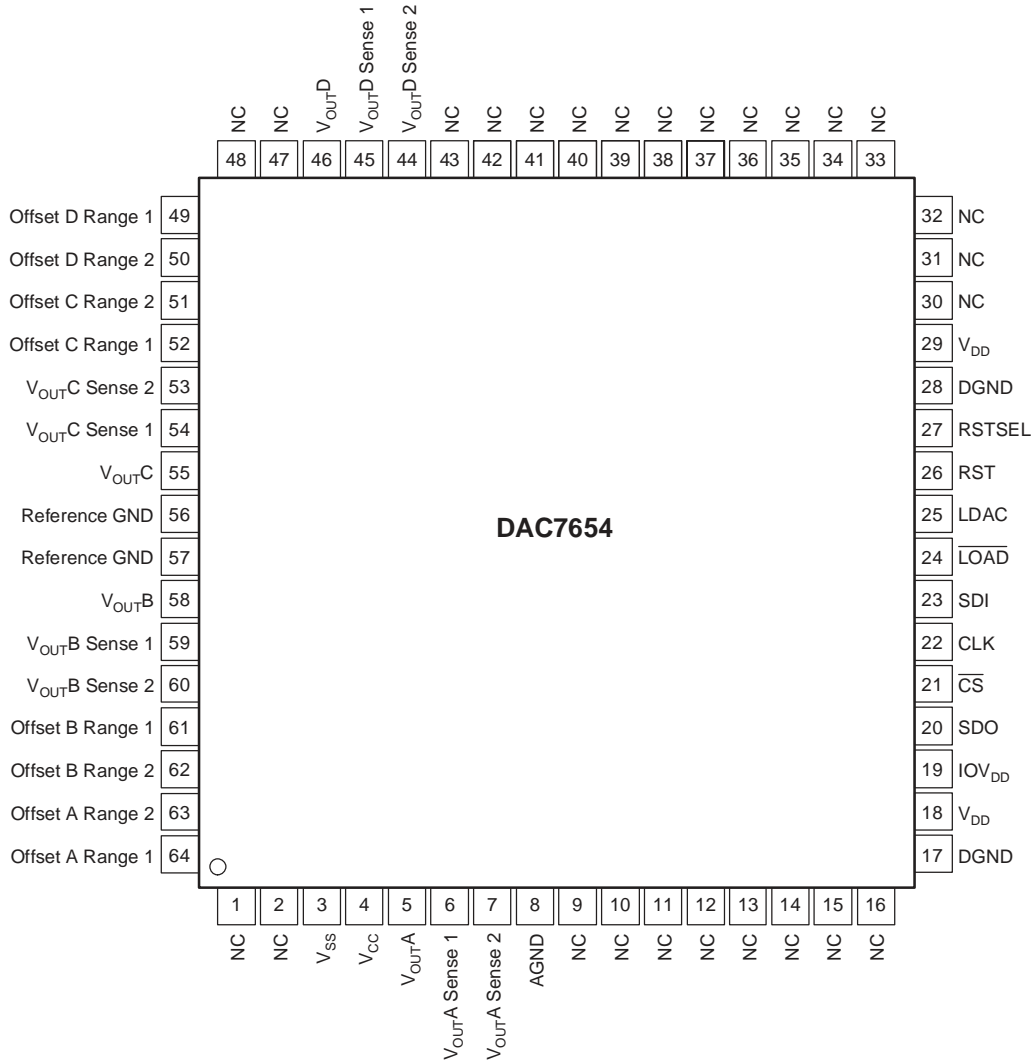 NC
NC
VOUTD
VOUTD Sense 1
VOUTD Sense 2
NC
NC
NC
NC
NC
NC
NC
NC
NC
NC
NC
48 47 46 45 44 43 42 41 40 39 38 37 36 35 34 33
Offset D Range 1 49
Offset D Range 2 50
Offset C Range 2 51
Offset C Range 1 52
VOUTC Sense 2 53
VOUTC Sense 1 54
VOUTC 55
Reference GND 56
Reference GND 57
VOUTB 58
VOUTB Sense 1 59
VOUTB Sense 2 60
Offset B Range 1 61
Offset B Range 2 62
Offset A Range 2 63
Offset A Range 1 64
DAC7654
32 NC
31 NC
30 NC
29 VDD
28 DGND
27 RSTSEL
26 RST
25 LDAC
24 LOAD
23 SDI
22 CLK
21 CS
20 SDO
19 IOVDD
18 VDD
17 DGND
1 2 3 4 5 6 7 8 9 10 11 12 13 14 15 16
NC
NC
VSS
VCC
VOUTA
VOUTA Sense 1
VOUTA Sense 2
AGND
NC
NC
NC
NC
NC
NC
NC
NC